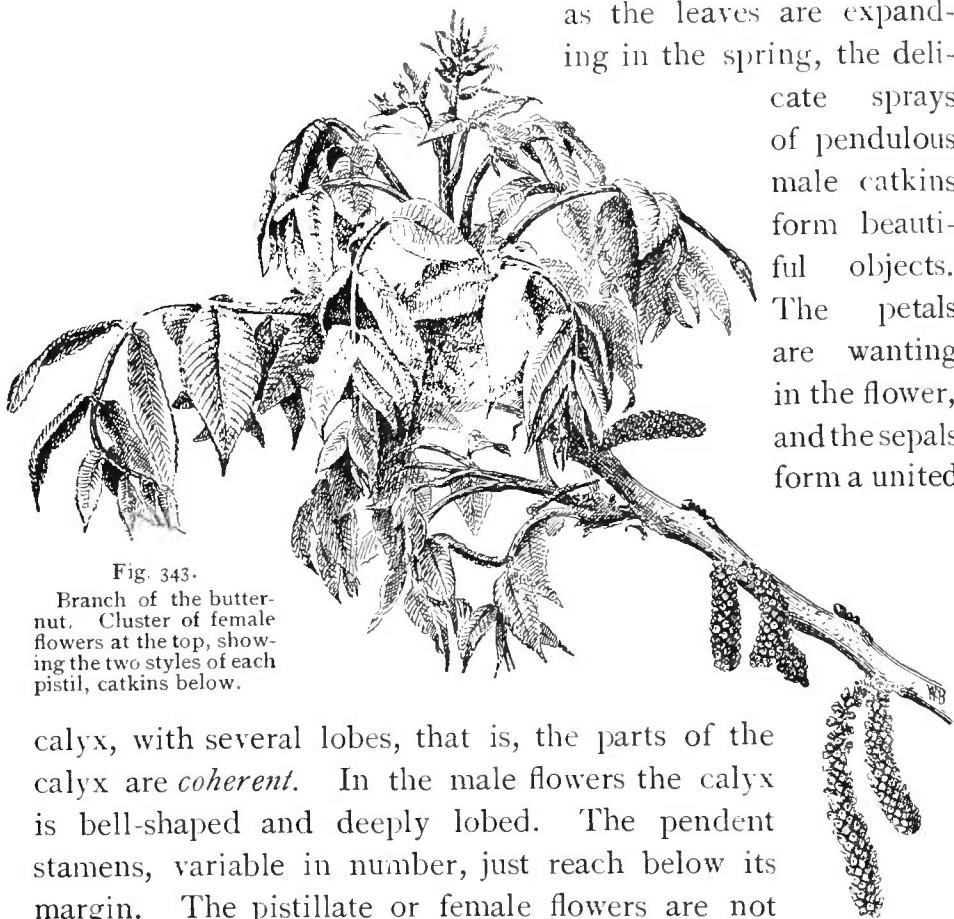 as the leaves are expand-
ing in the spring, the deli-
cate sprays
of pendulous
male catkins
form beauti-
ful objects.
The petals
are wanting
in the flower,
and the sepals
form a united
Fig. 343.
Branch of the butter-
nut. Cluster of female
flowers at the top, show-
ing the two styles of each
pistil, catkins below.
calyx, with several lobes, that is, the parts of the
calyx are coherent. In the male flowers the calyx
is bell-shaped and deeply lobed. The pendent
stamens, variable in number, just reach below its
margin. The pistillate or female flowers are not